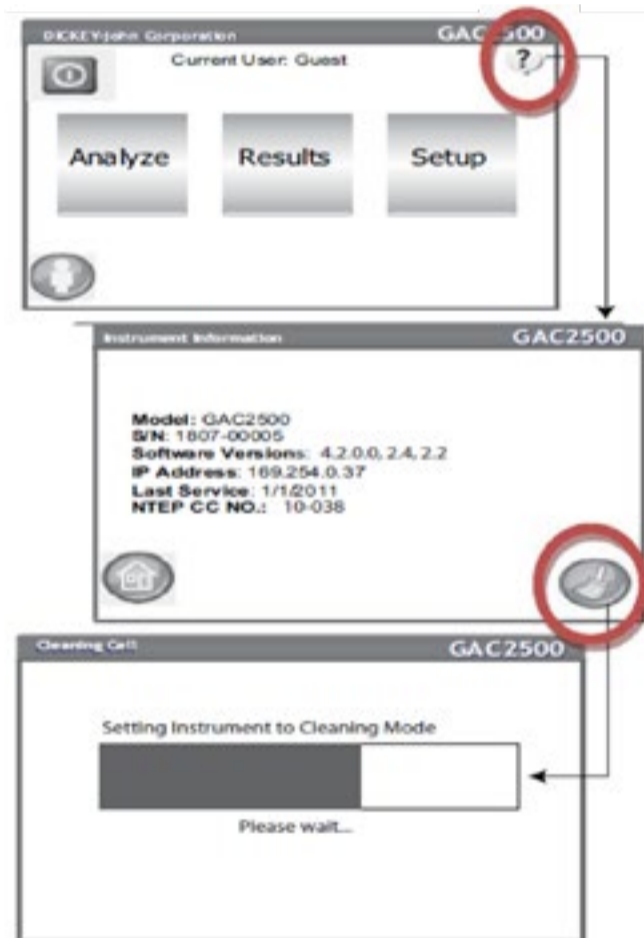 DICKEY-john Corporation GAC2500
Current User: Guest
?
Analyze Results Setup
Instrument Information GAC2500
Model: GAC2500
S/N: 1807-00005
Software Versions: 4.2.0.0, 2.4, 2.2
IP Address: 169.254.0.37
Last Service: 1/1/2011
NTEP CC NO.: 10-038
Cleaning Cell GAC2500
Setting Instrument to Cleaning Mode
Please wait...